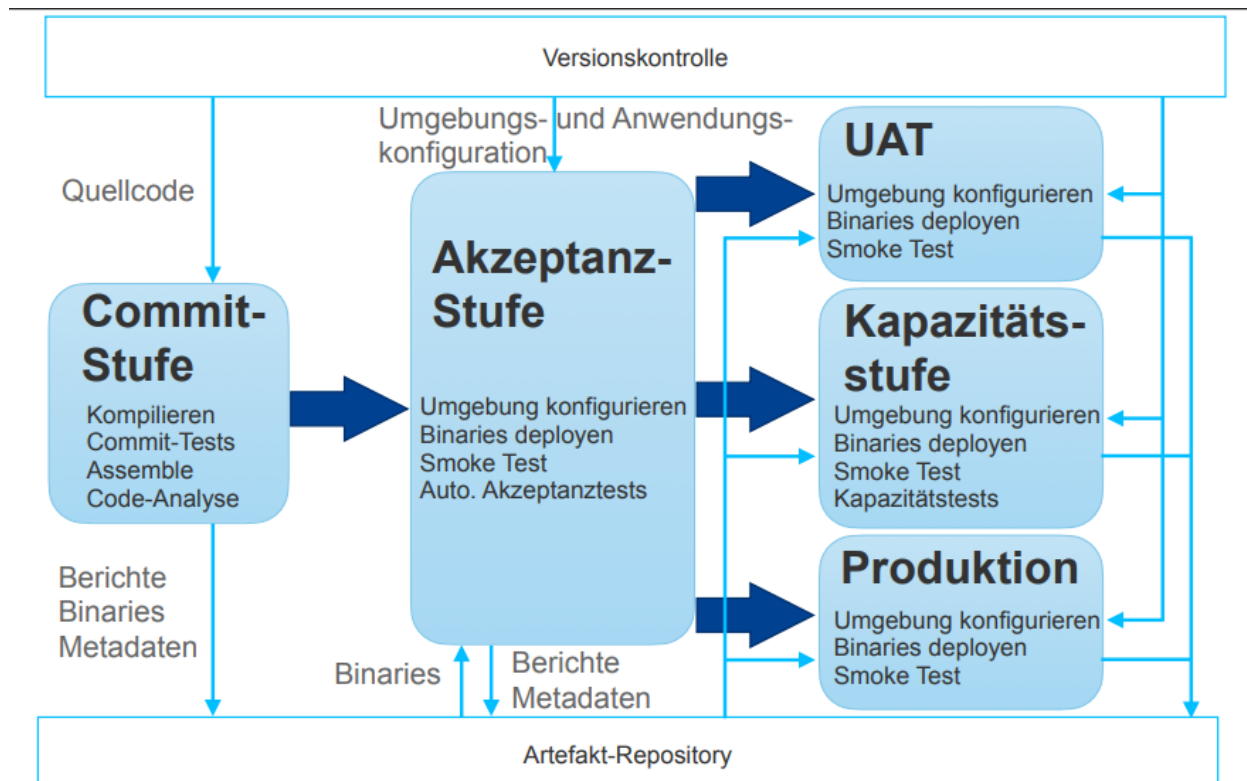 Versionskontrolle
Umgebungs- und Anwendungs-
konfiguration
Quellcode
Commit-
Stufe
Kompilieren
Commit-Tests
Assemble
Code-Analyse
Berichte
Binaries
Metadaten
Akzeptanz-
Stufe
Umgebung konfigurieren
Binaries deployen
Smoke Test
Auto. Akzeptanztests
Binaries
Berichte
Metadaten
UAT
Umgebung konfigurieren
Binaries deployen
Smoke Test
Kapazitäts-
stufe
Umgebung konfigurieren
Binaries deployen
Smoke Test
Kapazitätstests
Produktion
Umgebung konfigurieren
Binaries deployen
Smoke Test
Artefakt-Repository